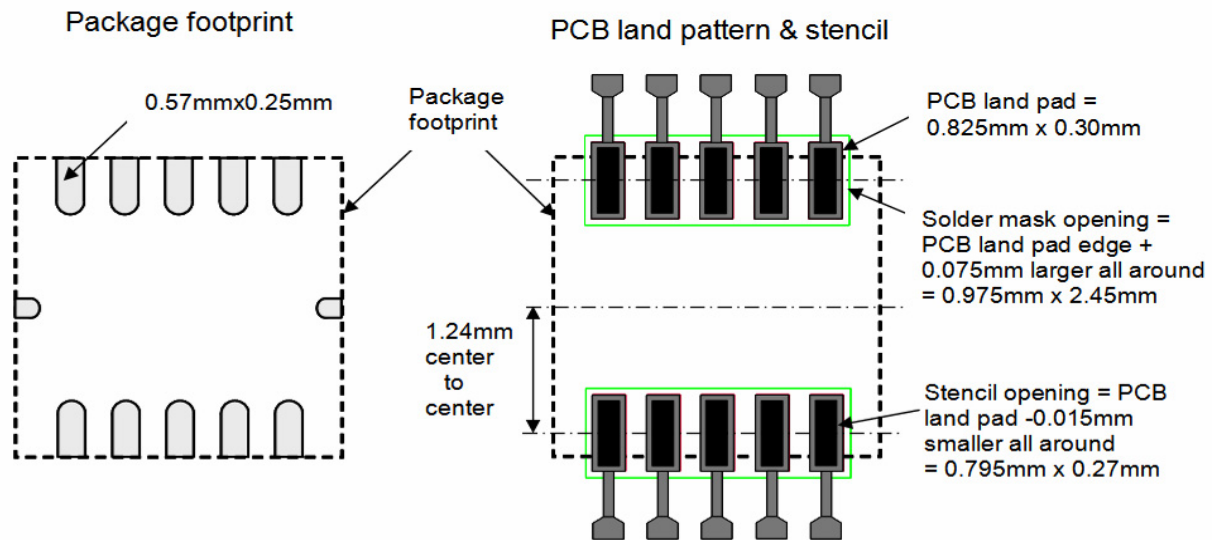 Package footprint
PCB land pattern & stencil
0.57mmx0.25mm
Package
footprint
PCB land pad =
0.825mm x 0.30mm
Solder mask opening =
PCB land pad edge +
0.075mm larger all around
= 0.975mm x 2.45mm
1.24mm
center
to
center
Stencil opening = PCB
land pad -0.015mm
smaller all around
= 0.795mm x 0.27mm